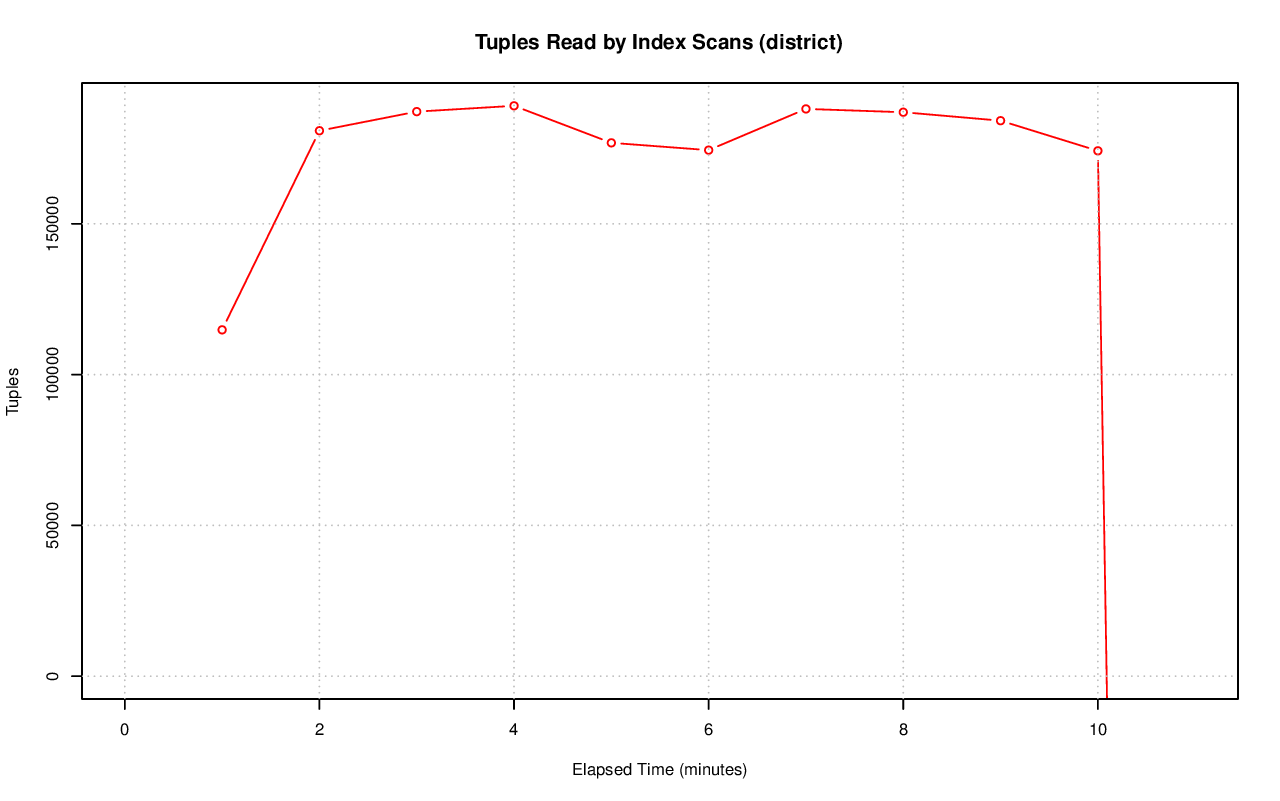 Tuples Read by Index Scans (district)
150000
100000
50000
0
Tuples
0 2 4 6 8 10
Elapsed Time (minutes)